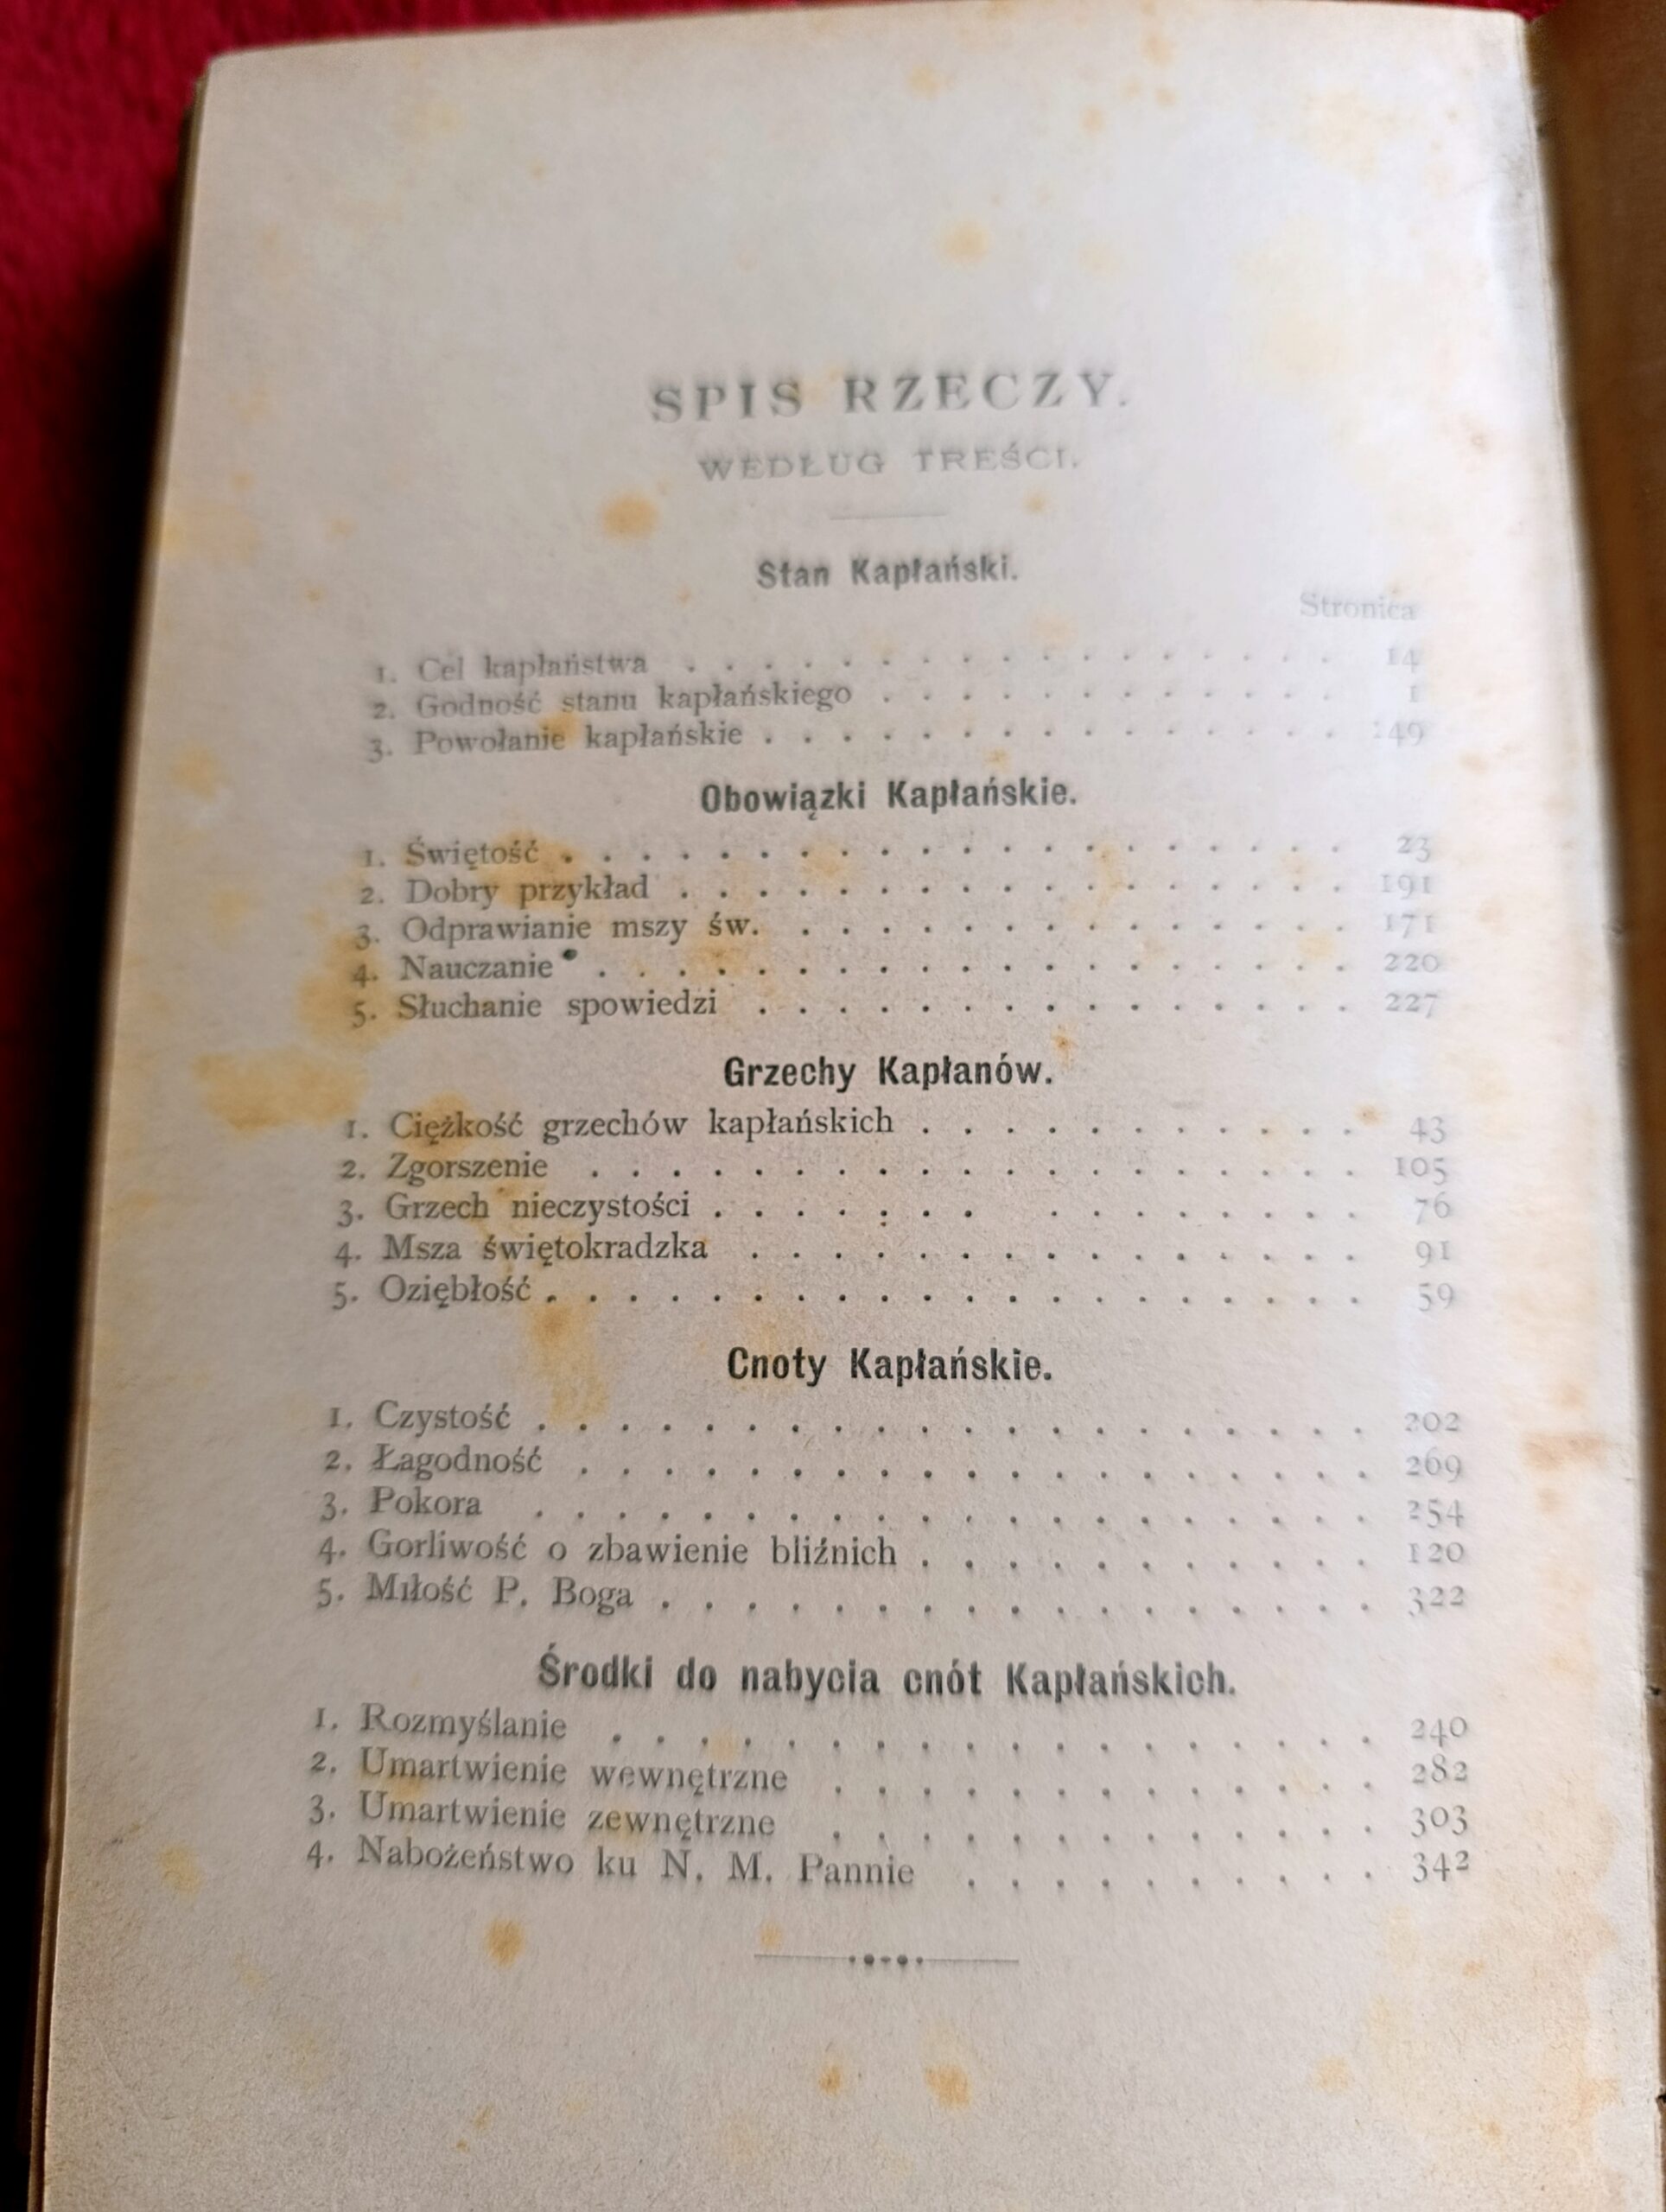 SPIS RZECZY.
WEDŁUG TREŚCI.
Stan Kapłański.
Stronica
1. Cel kapłaństwa . . . . . . . . . . . . . . . . . 14
2. Godność stanu kapłańskiego . . . . . . . . . . . . 1
3. Powołanie kapłańskie . . . . . . . . . . . . . . . 149
Obowiązki Kapłańskie.
1. Świętość . . . . . . . . . . . . . . . . . . . . 23
2. Dobry przykład . . . . . . . . . . . . . . . . . 191
3. Odprawianie mszy św. . . . . . . . . . . . . . . . 171
4. Nauczanie . . . . . . . . . . . . . . . . . . . 220
5. Słuchanie spowiedzi . . . . . . . . . . . . . . . 227
Grzechy Kapłanów.
1. Ciężkość grzechów kapłańskich . . . . . . . . . . . 43
2. Zgorszenie . . . . . . . . . . . . . . . . . . . 105
3. Grzech nieczystości . . . . . . . . . . . . . . . 76
4. Msza świętokradzka . . . . . . . . . . . . . . . 91
5. Oziębłość . . . . . . . . . . . . . . . . . . . . 59
Cnoty Kapłańskie.
1. Czystość . . . . . . . . . . . . . . . . . . . . 202
2. Łagodność . . . . . . . . . . . . . . . . . . . 269
3. Pokora . . . . . . . . . . . . . . . . . . . . 254
4. Gorliwość o zbawienie bliźnich . . . . . . . . . . . 120
5. Miłość P. Boga . . . . . . . . . . . . . . . . . 322
Środki do nabycia cnót Kapłańskich.
1. Rozmyślanie . . . . . . . . . . . . . . . . . . 240
2. Umartwienie wewnętrzne . . . . . . . . . . . . . 282
3. Umartwienie zewnętrzne . . . . . . . . . . . . . 303
4. Nabożeństwo ku N. M. Pannie . . . . . . . . . . 342